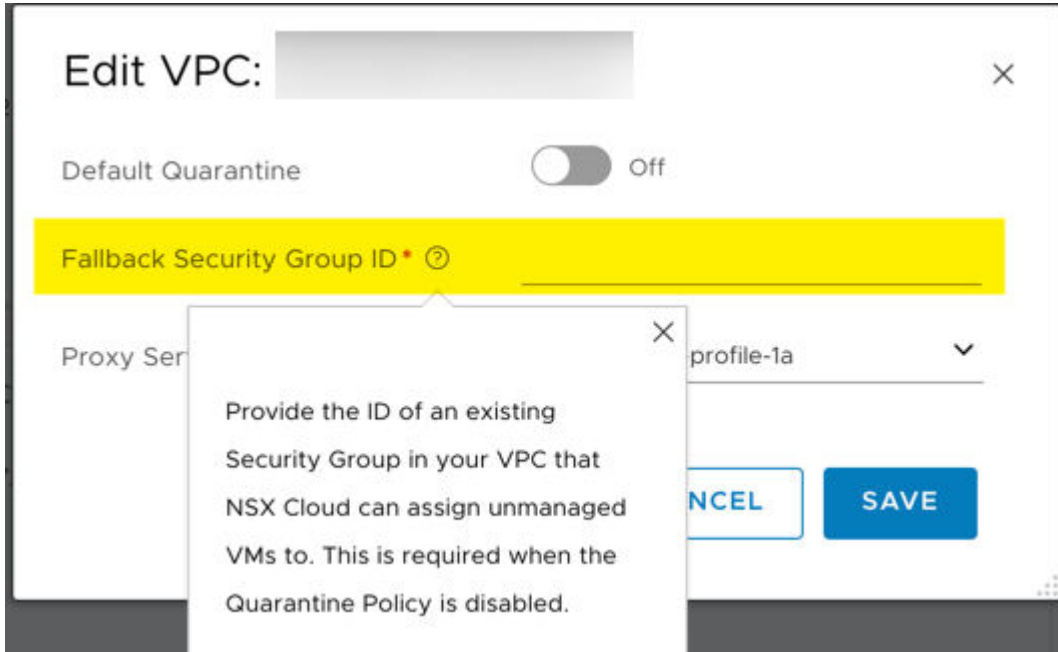 Edit VPC:
Default Quarantine
Off
Fallback Security Group ID*
Proxy Ser
profile-1a
Provide the ID of an existing
Security Group in your VPC that
NSX Cloud can assign unmanaged
VMs to. This is required when the
Quarantine Policy is disabled.
NCEL
SAVE